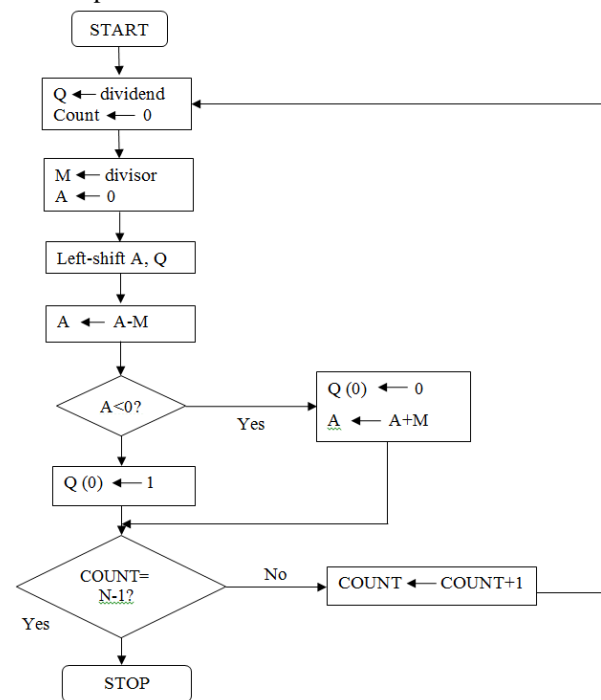 START
Q ← dividend
Count ← 0
M ← divisor
A ← 0
Left-shift A, Q
A ← A-M
A<0?
Yes
Q (0) ← 0
A ← A+M
Q (0) ← 1
COUNT=
N-1?
No
COUNT ← COUNT+1
Yes
STOP